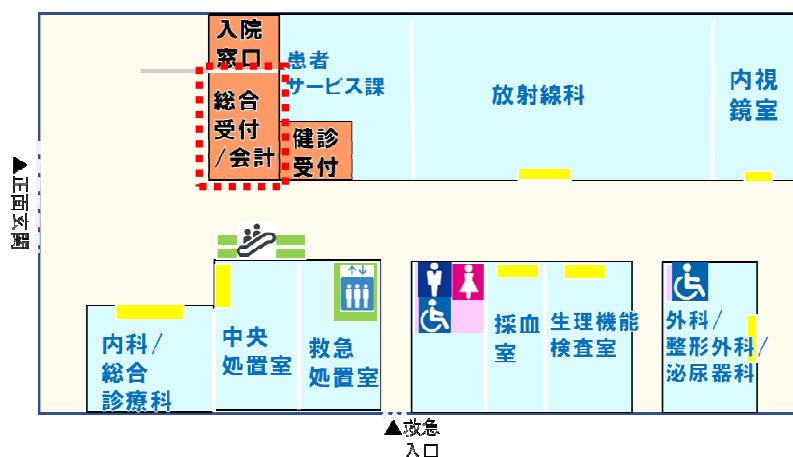 入院
窓口
総合
受付
/会計
患者
サービス課
健診
受付
放射線科
内視
鏡室
▲正面玄関
内科/
総合
診療科
中央
処置室
救急
処置室
採血
室
生理機能
検査室
外科/
整形外科/
泌尿器科
▲救急
入口